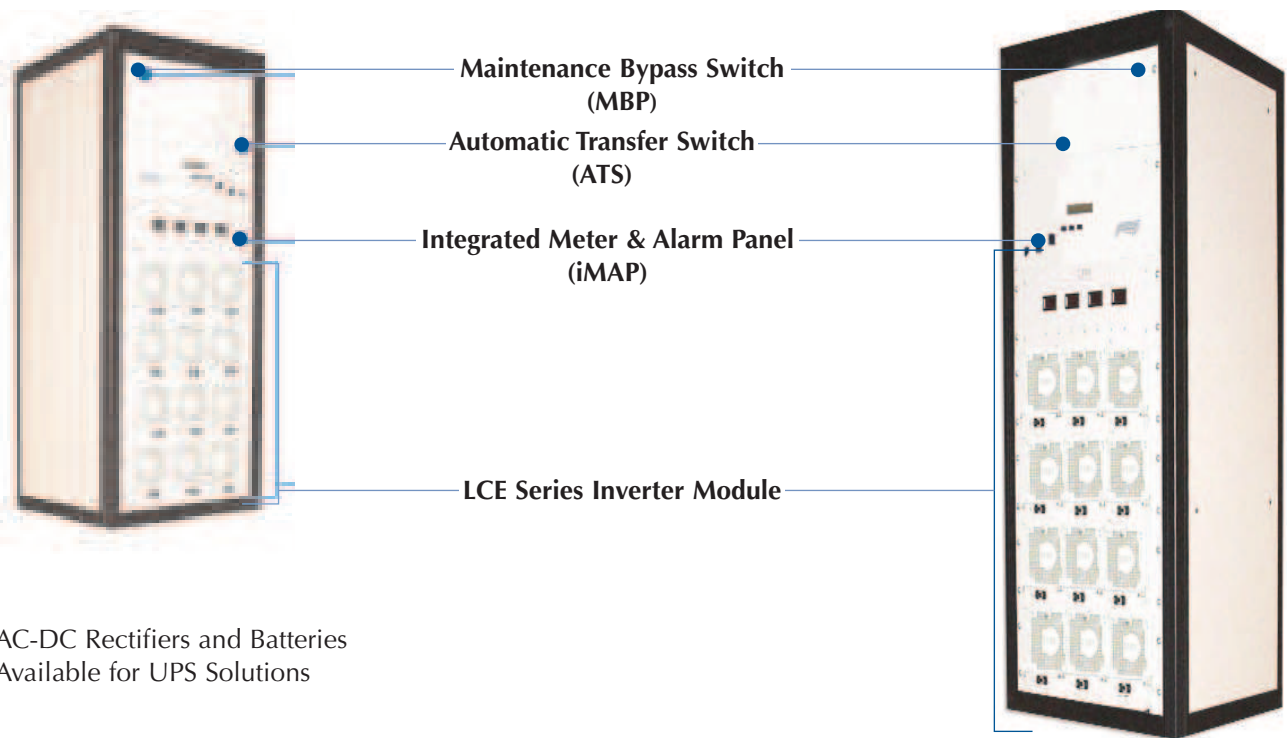 Maintenance Bypass Switch
(MBP)
Automatic Transfer Switch
(ATS)
Integrated Meter & Alarm Panel
(iMAP)
LCE Series Inverter Module
AC-DC Rectifiers and Batteries
Available for UPS Solutions